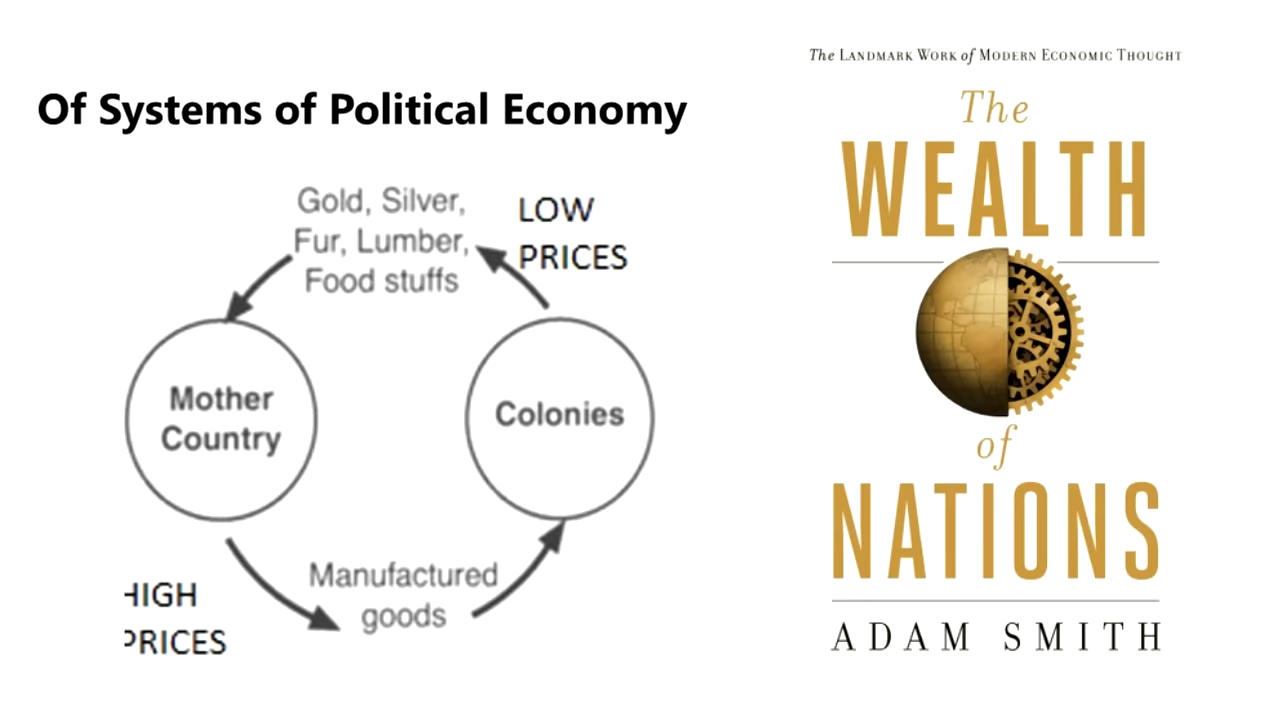 Of Systems of Political Economy
Gold, Silver,
Fur, Lumber,
Food stuffs
LOW
PRICES
Mother
Country
Colonies
Manufactured
goods
HIGH
PRICES
The LANDMARK WORK of MODERN ECONOMIC THOUGHT
The
WEALTH
of
NATIONS
ADAM SMITH